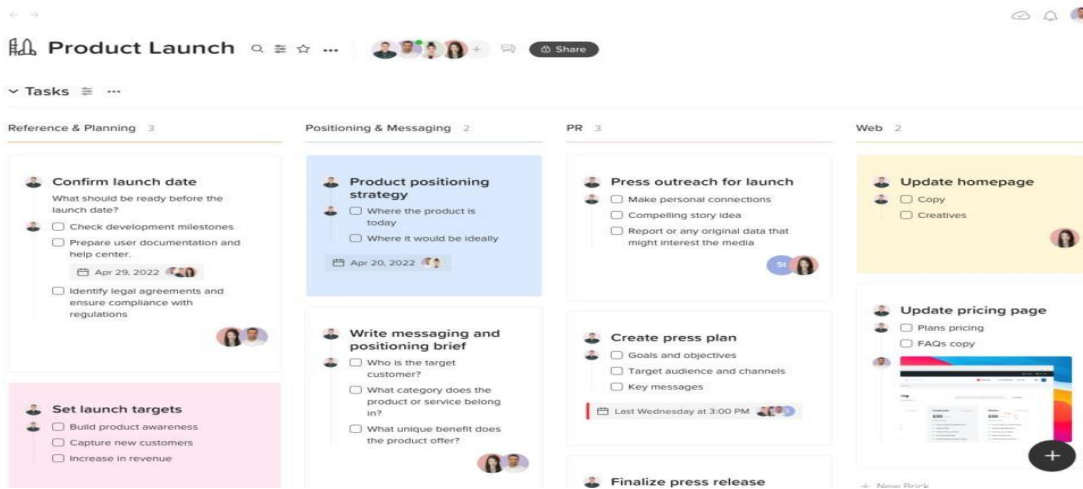 Product Launch
Share
Tasks
Reference & Planning 3
Confirm launch date
What should be ready before the
launch date?
Check development milestones
Prepare user documentation and
help center.
Apr 29, 2022
Identify legal agreements and
ensure compliance with
regulations
Set launch targets
Build product awareness
Capture new customers
Increase in revenue
Positioning & Messaging 2
Product positioning
strategy
Where the product is
today
Where it would be ideally
Apr 20, 2022
Write messaging and
positioning brief
Who is the target
customer?
What category does the
product or service belong
in?
What unique benefit does
the product offer?
PR 3
Press outreach for launch
Make personal connections
Compelling story idea
Report or any original data that
might interest the media
Create press plan
Goals and objectives
Target audience and channels
Key messages
Last Wednesday at 3:00 PM
Finalize press release
Web 2
Update homepage
Copy
Creatives
Update pricing page
Plans pricing
FAQs copy
+ New Brick